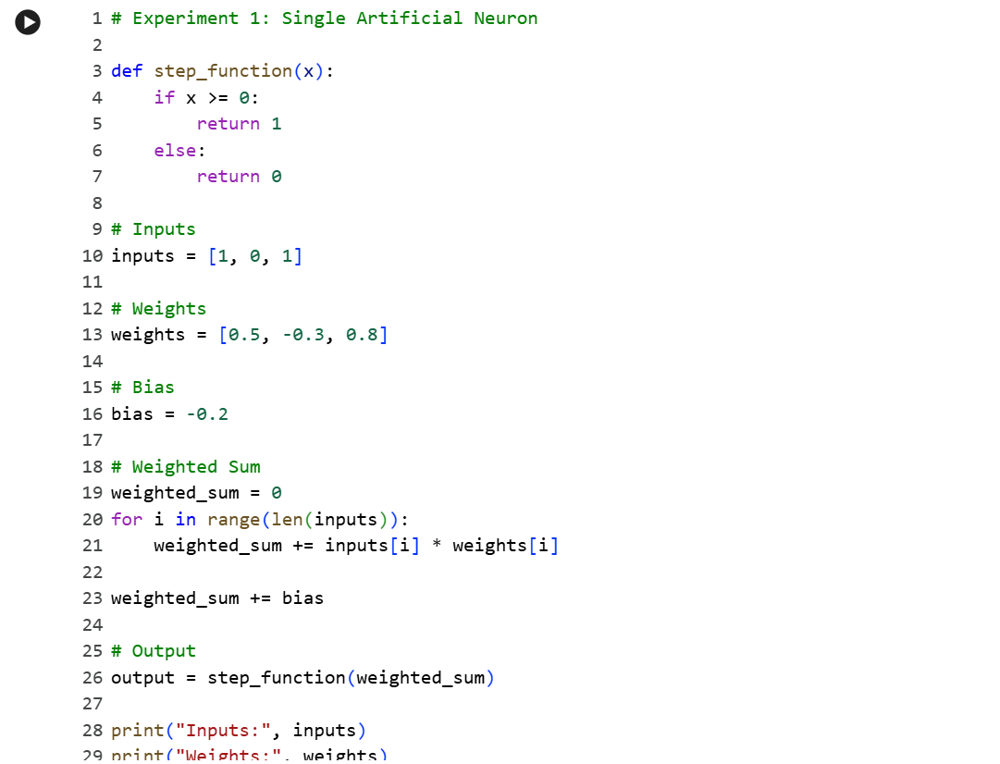 1 # Experiment 1: Single Artificial Neuron
2
3 def step_function(x):
4     if x >= 0:
5         return 1
6     else:
7         return 0
8
9 # Inputs
10 inputs = [1, 0, 1]
11
12 # Weights
13 weights = [0.5, -0.3, 0.8]
14
15 # Bias
16 bias = -0.2
17
18 # Weighted Sum
19 weighted_sum = 0
20 for i in range(len(inputs)):
21     weighted_sum += inputs[i] * weights[i]
22
23 weighted_sum += bias
24
25 # Output
26 output = step_function(weighted_sum)
27
28 print("Inputs:", inputs)
29 print("Weights:", weights)